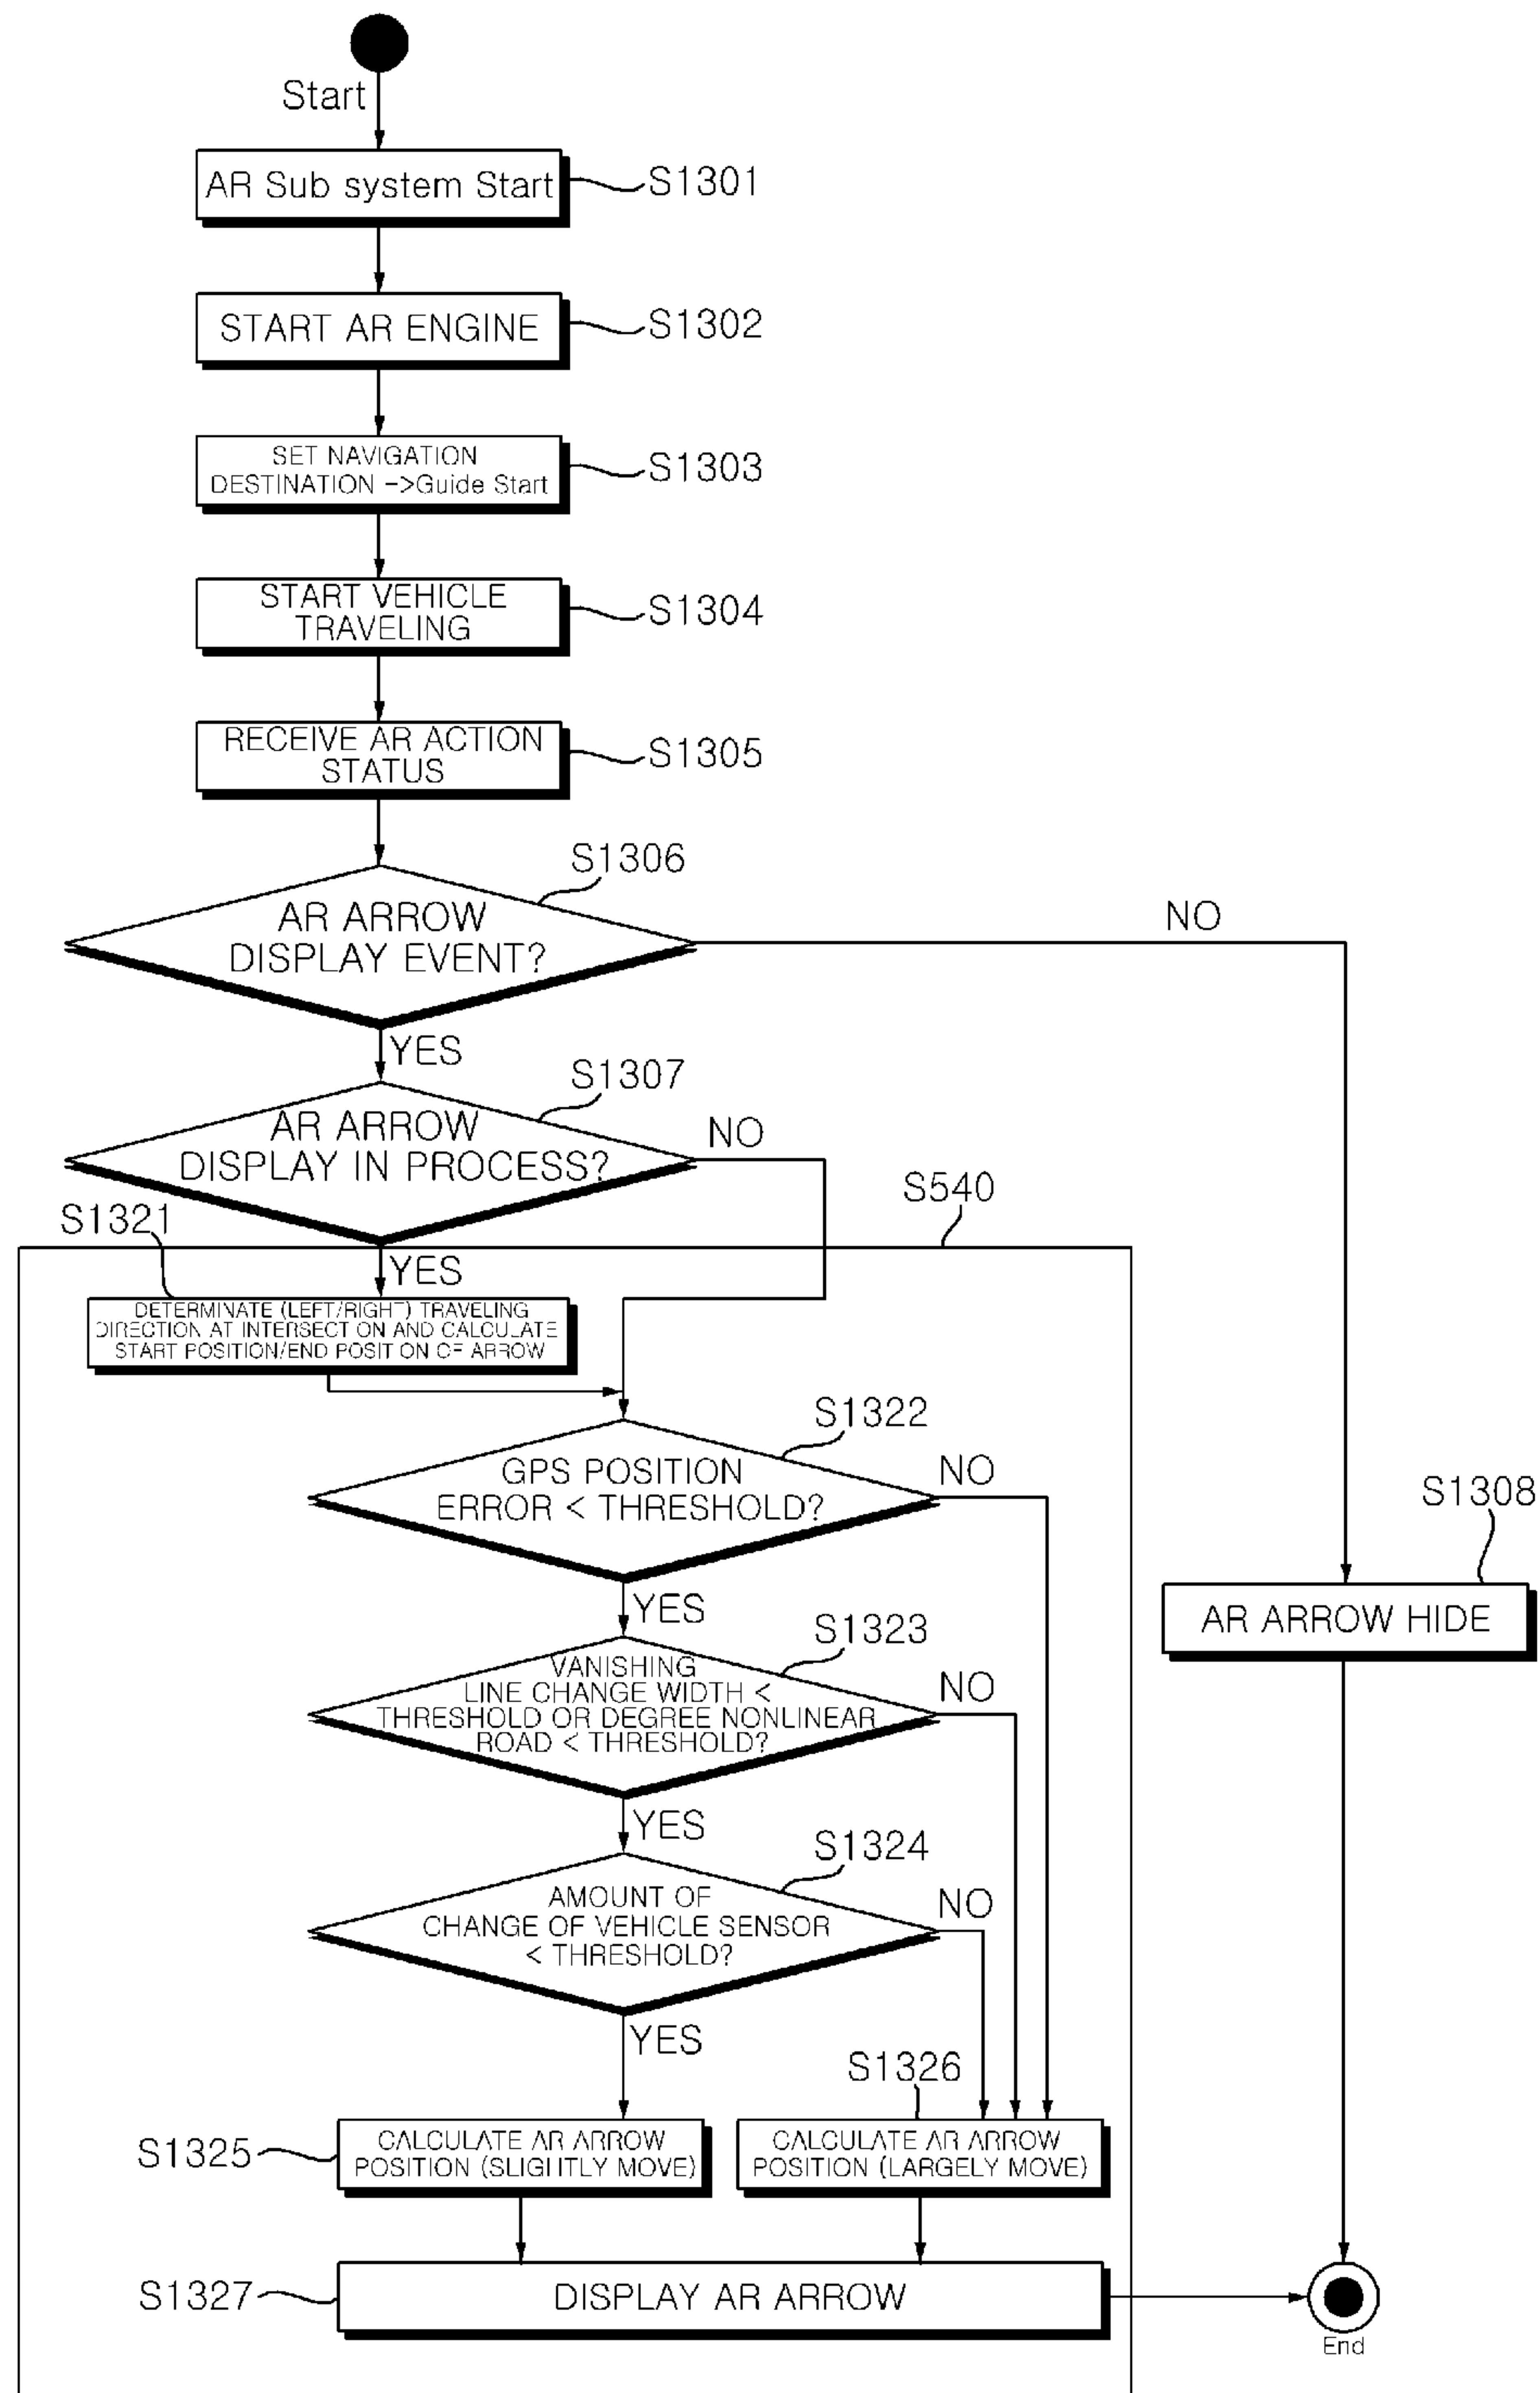 Start
AR Sub system Start
S1301
START AR ENGINE
S1302
SET NAVIGATION
DESTINATION ->Guide Start
S1303
START VEHICLE
TRAVELING
S1304
RECEIVE AR ACTION
STATUS
S1305
S1306
AR ARROW
DISPLAY EVENT?
NO
YES
S1307
AR ARROW
DISPLAY IN PROCESS?
NO
S540
S1321
YES
DETERMINATE (LEFT/RIGHT) TRAVELING
DIRECTION AT INTERSECTION AND CALCULATE
START POSITION/END POSITION OF ARROW
S1322
GPS POSITION
ERROR < THRESHOLD?
NO
YES
S1308
AR ARROW HIDE
S1323
VANISHING
LINE CHANGE WIDTH <
THRESHOLD OR DEGREE NONLINEAR
ROAD < THRESHOLD?
NO
YES
S1324
AMOUNT OF
CHANGE OF VEHICLE SENSOR
< THRESHOLD?
NO
YES
S1326
S1325
CALCULATE AR ARROW
POSITION (SLIGHTLY MOVE)
CALCULATE AR ARROW
POSITION (LARGELY MOVE)
S1327
DISPLAY AR ARROW
End